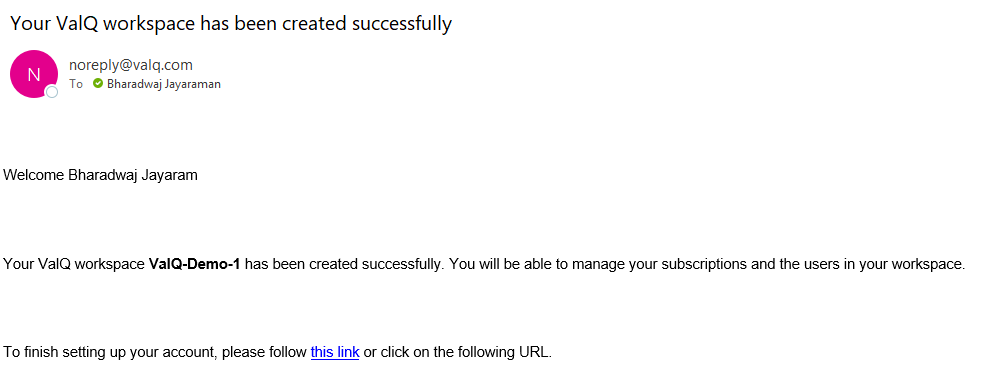 Your ValQ workspace has been created successfully
N
noreply@valq.com
To Bharadwaj Jayaraman
Welcome Bharadwaj Jayaram
Your ValQ workspace ValQ-Demo-1 has been created successfully. You will be able to manage your subscriptions and the users in your workspace.
To finish setting up your account, please follow this link or click on the following URL.